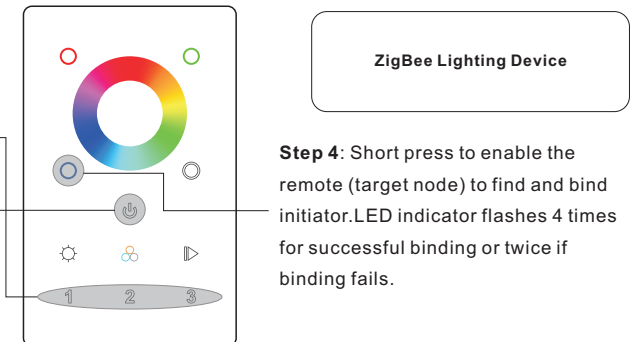 ZigBee Lighting Device
Step 4: Short press to enable the
remote (target node) to find and bind
initiator.LED indicator flashes 4 times
for successful binding or twice if
binding fails.
1 2 3